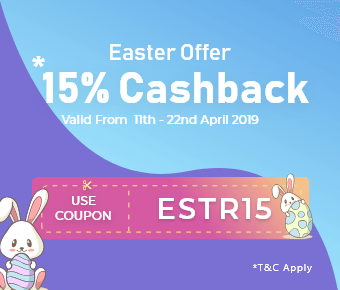 Easter Offer
*15% Cashback
Valid From 11th - 22nd April 2019
USE
COUPON
ESTR15
*T&C Apply